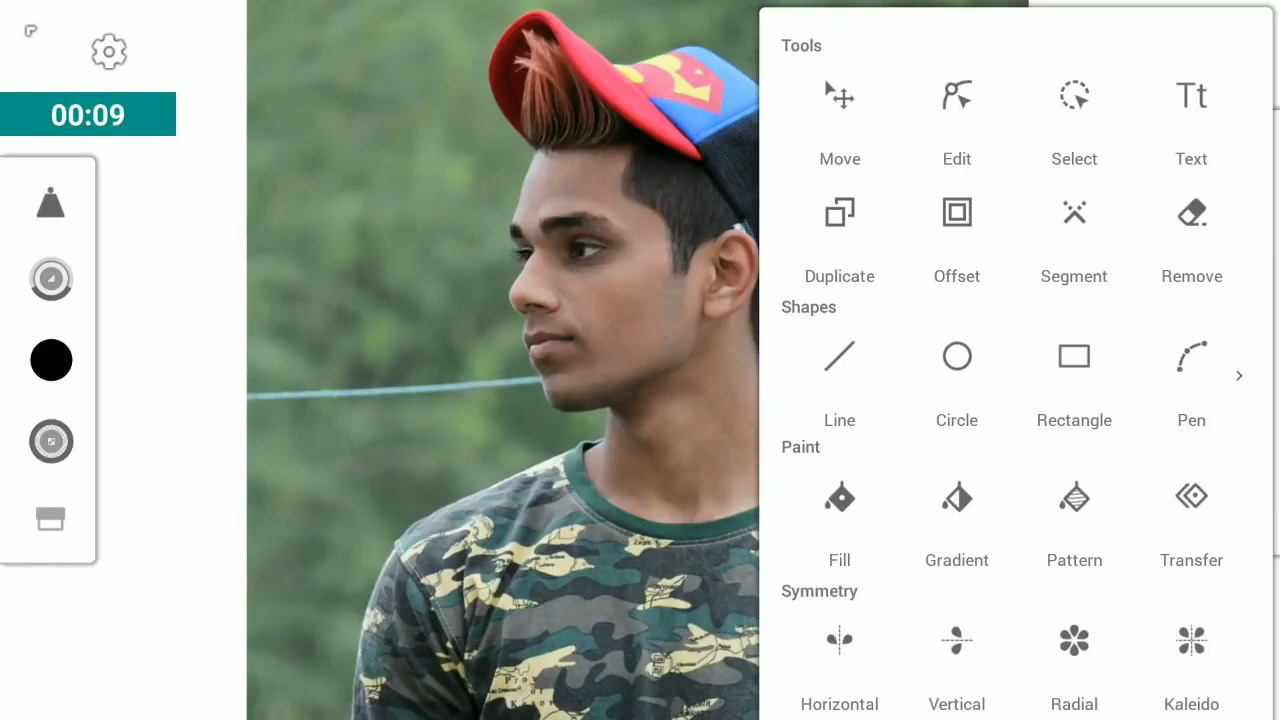 00:09
Tools
Move Edit Select Text
Duplicate Offset Segment Remove
Shapes
Line Circle Rectangle Pen
Paint
Fill Gradient Pattern Transfer
Symmetry
Horizontal Vertical Radial Kaleido